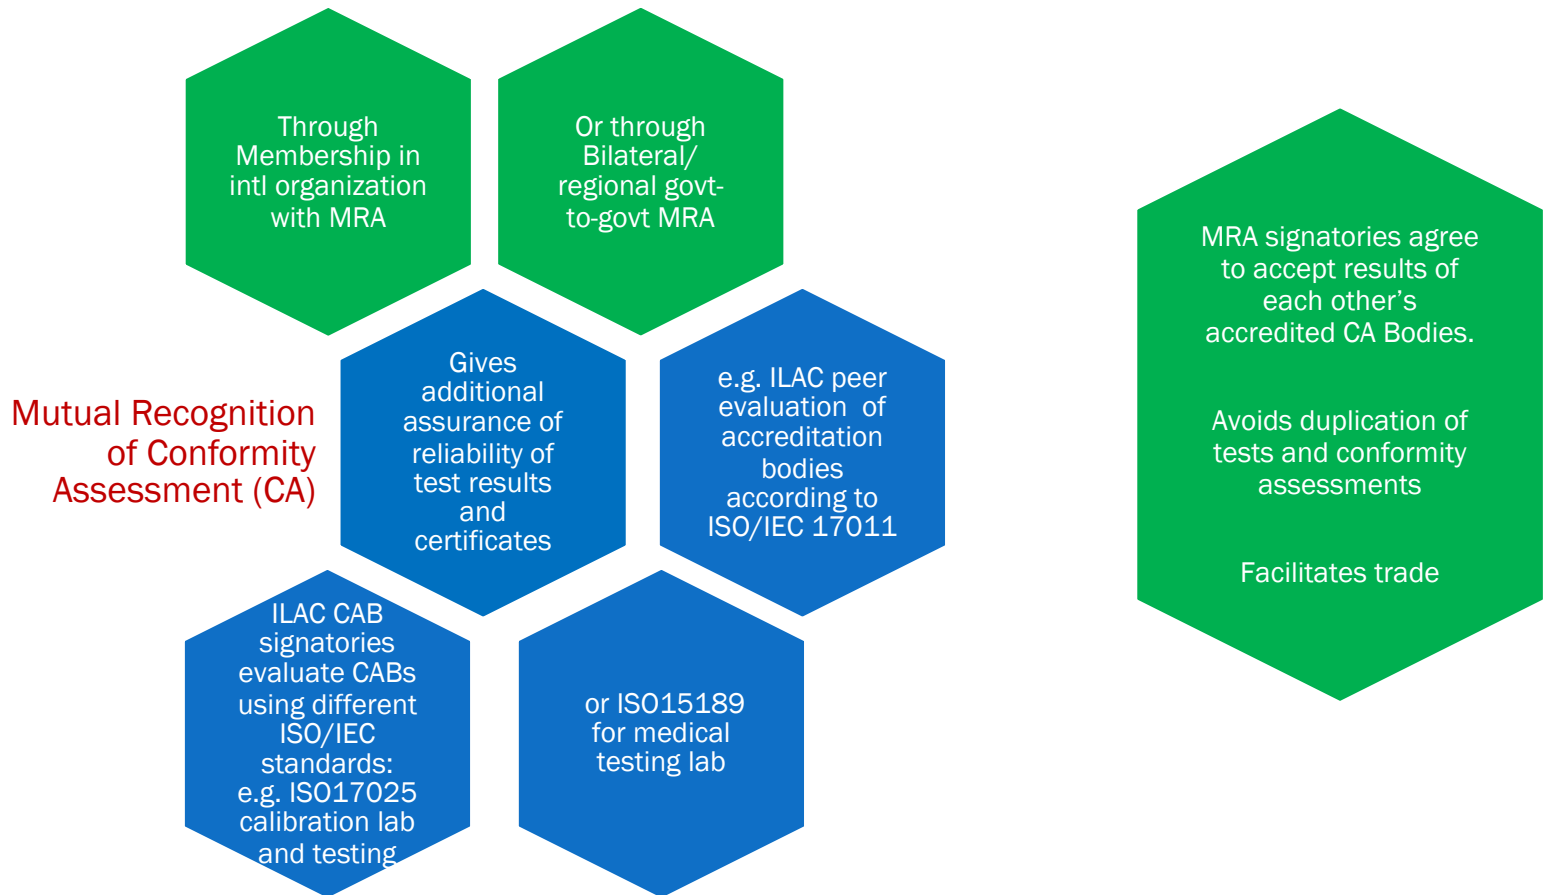 Through
Membership in
intl organization
with MRA
Or through
Bilateral/
regional govt-
to-govt MRA
Mutual Recognition
of Conformity
Assessment (CA)
Gives
additional
assurance of
reliability of
test results
and
certificates
e.g. ILAC peer
evaluation  of
accreditation
bodies
according to
ISO/IEC 17011
ILAC CAB
signatories
evaluate CABs
using different
ISO/IEC
standards:
e.g. ISO17025
calibration lab
and testing
or ISO15189
for medical
testing lab
MRA signatories agree
to accept results of
each other’s
accredited CA Bodies.
Avoids duplication of
tests and conformity
assessments
Facilitates trade